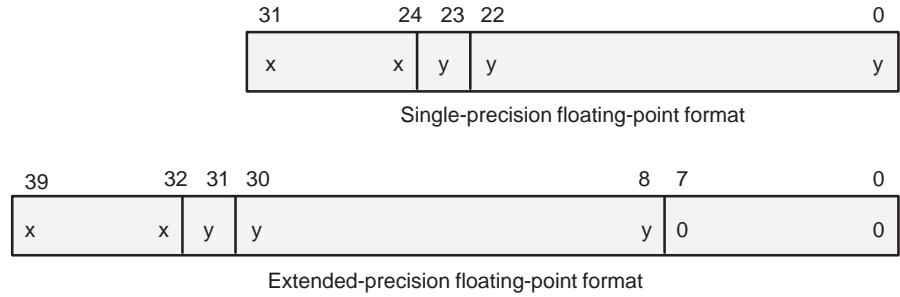 31 24 23 22 0
x x y y y
Single-precision floating-point format
39 32 31 30 8 7 0
x x y y y 0 0
Extended-precision floating-point format